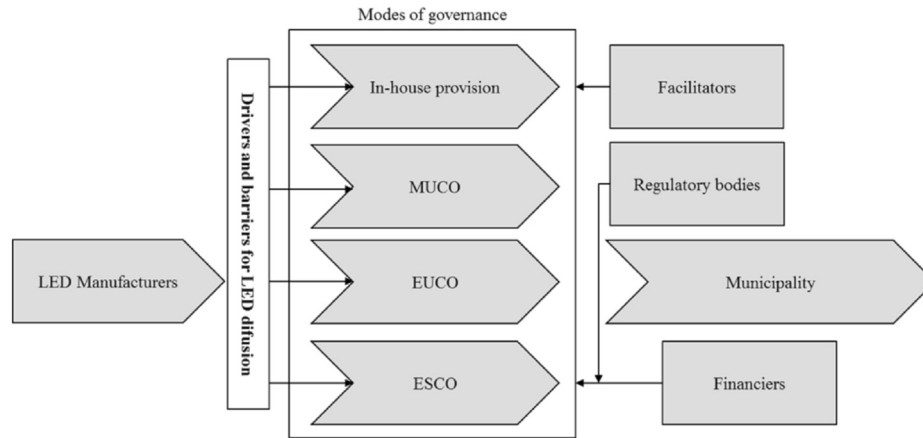 Modes of governance
Drivers and barriers for LED difusion
In-house provision
Facilitators
MUCO
Regulatory bodies
LED Manufacturers
EUCO
Municipality
ESCO
Financiers